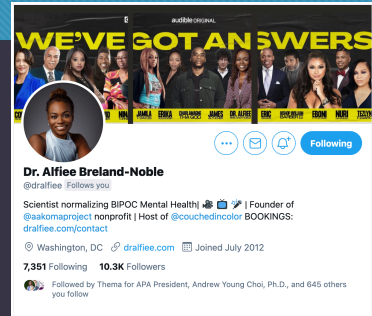 audible ORIGINAL
WE'VE GOT ANSWERS
JAMILA ERIKA CHARLAMAGNE JAMES DR. ALFIEE ERIC EBONI NURI
Following
Dr. Alfiee Breland-Noble
@dralfiee Follows you
Scientist normalizing BIPOC Mental Health| 🎥 📺 🎤 | Founder of
@aakomaproject nonprofit | Host of @couchedincolor BOOKINGS:
dralfiee.com/contact
Washington, DC dralfiee.com Joined July 2012
7,351 Following 10.3K Followers
Followed by Thema for APA President, Andrew Young Choi, Ph.D., and 645 others
you follow